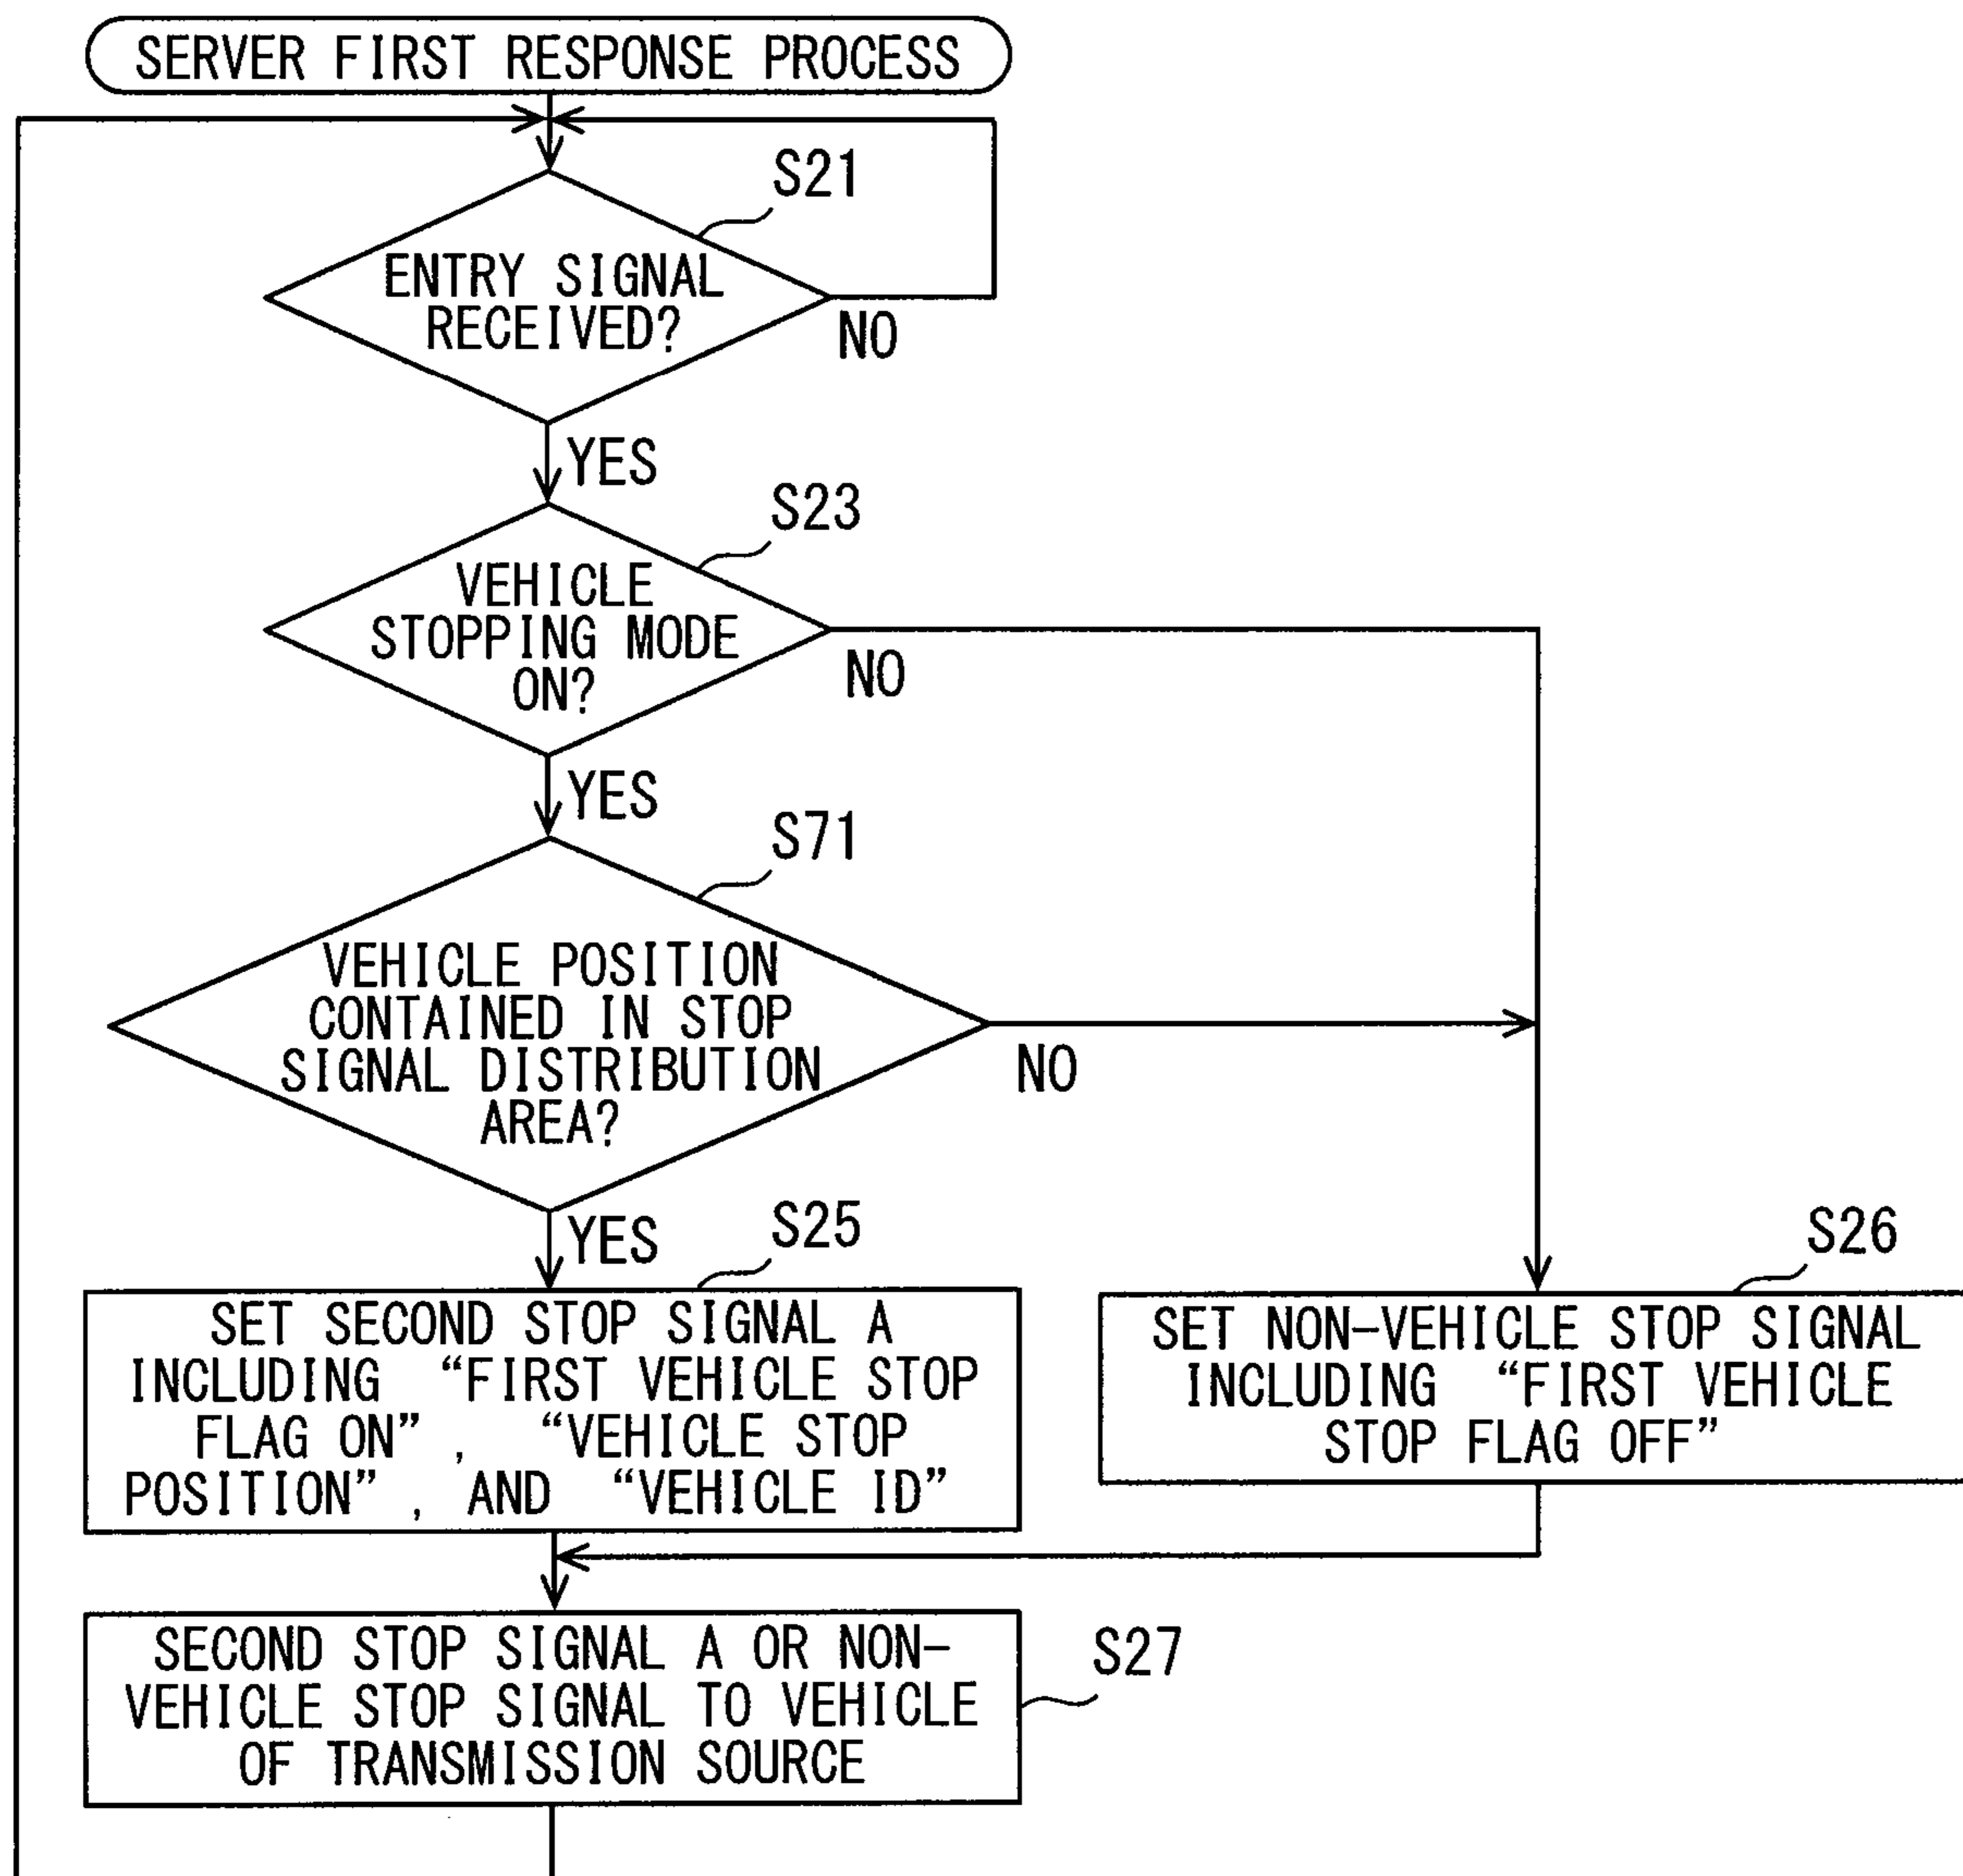 SERVER FIRST RESPONSE PROCESS
S21
ENTRY SIGNAL
RECEIVED?
NO
YES
S23
VEHICLE
STOPPING MODE
ON?
NO
YES
S71
VEHICLE POSITION
CONTAINED IN STOP
SIGNAL DISTRIBUTION
AREA?
NO
YES
S25
SET SECOND STOP SIGNAL A
INCLUDING “FIRST VEHICLE STOP
FLAG ON”, “VEHICLE STOP
POSITION”, AND “VEHICLE ID”
S26
SET NON-VEHICLE STOP SIGNAL
INCLUDING “FIRST VEHICLE
STOP FLAG OFF”
SECOND STOP SIGNAL A OR NON-
VEHICLE STOP SIGNAL TO VEHICLE
OF TRANSMISSION SOURCE
S27